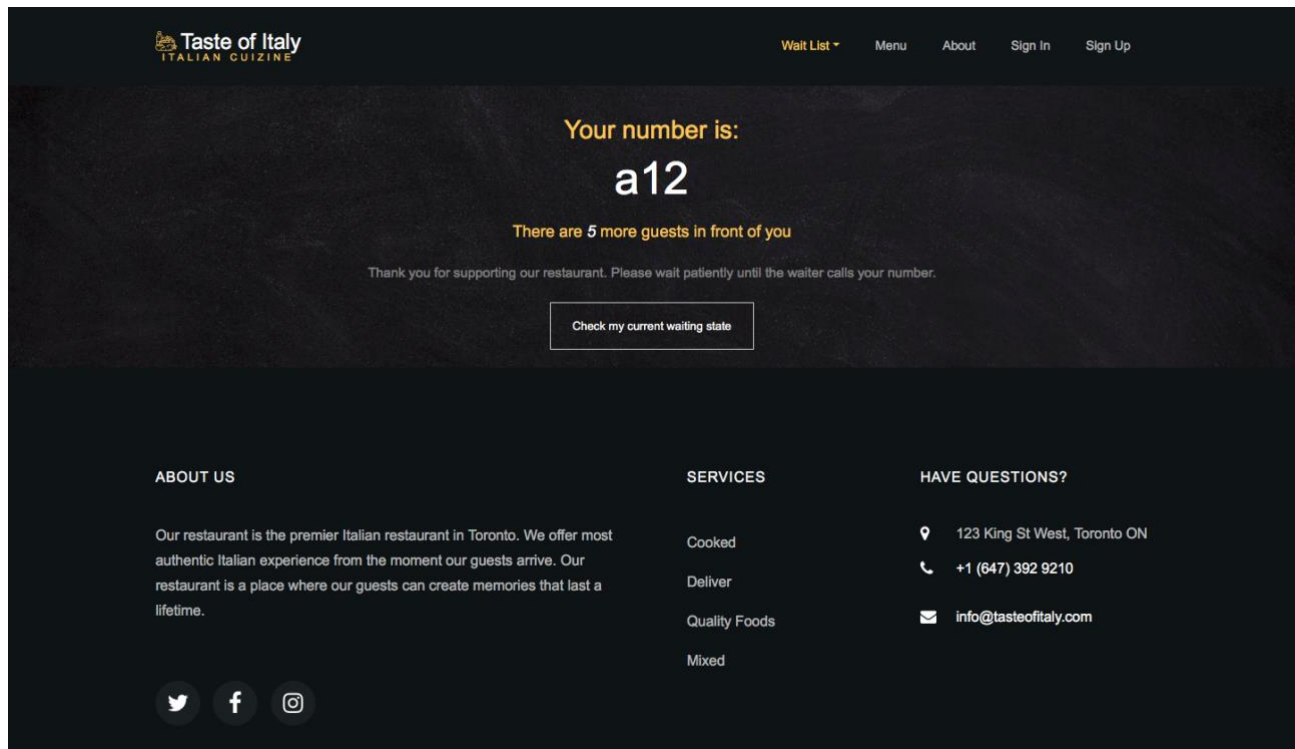 Taste of Italy
ITALIAN CUIZINE
Wait List
Menu
About
Sign In
Sign Up
Your number is:
a12
There are 5 more guests in front of you
Thank you for supporting our restaurant. Please wait patiently until the waiter calls your number.
Check my current waiting state
ABOUT US
Our restaurant is the premier Italian restaurant in Toronto. We offer most
authentic Italian experience from the moment our guests arrive. Our
restaurant is a place where our guests can create memories that last a
lifetime.
SERVICES
Cooked
Deliver
Quality Foods
Mixed
HAVE QUESTIONS?
123 King St West, Toronto ON
+1 (647) 392 9210
info@tasteofitaly.com